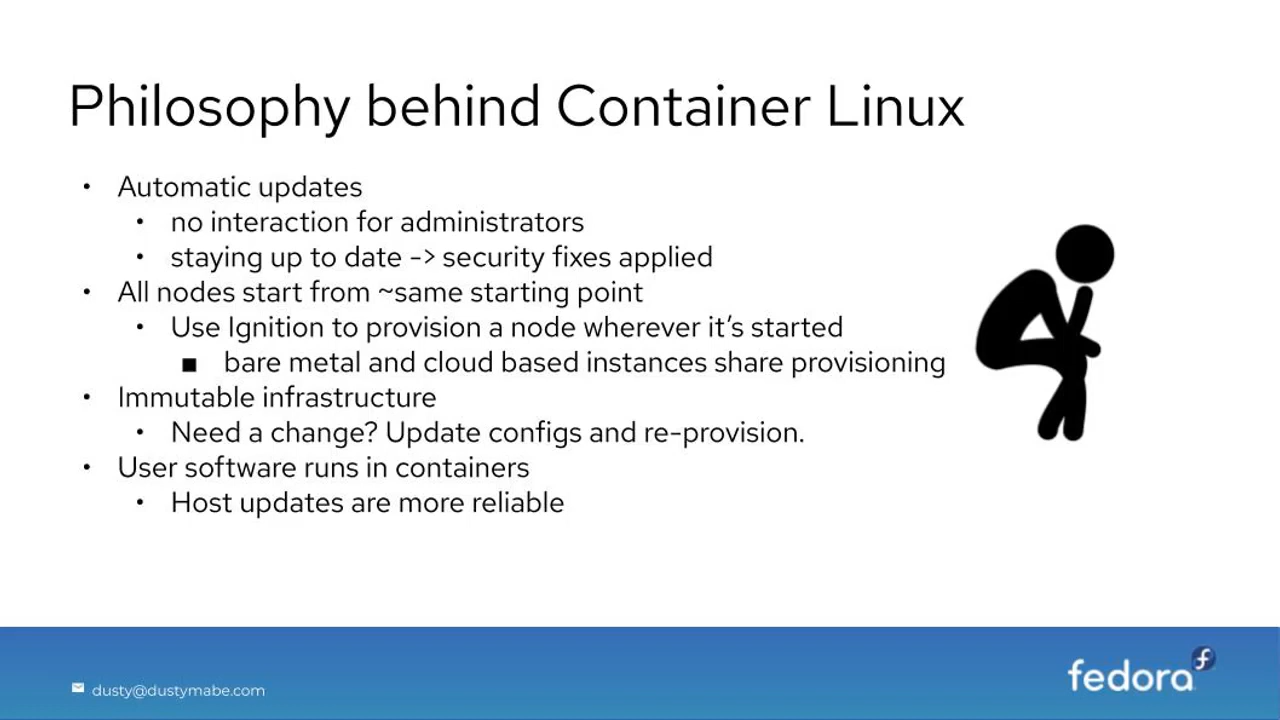 Philosophy behind Container Linux
• Automatic updates
• no interaction for administrators
• staying up to date -> security fixes applied
• All nodes start from ~same starting point
• Use Ignition to provision a node wherever it’s started
■ bare metal and cloud based instances share provisioning
• Immutable infrastructure
• Need a change? Update configs and re-provision.
• User software runs in containers
• Host updates are more reliable
dusty@dustymabe.com
fedora